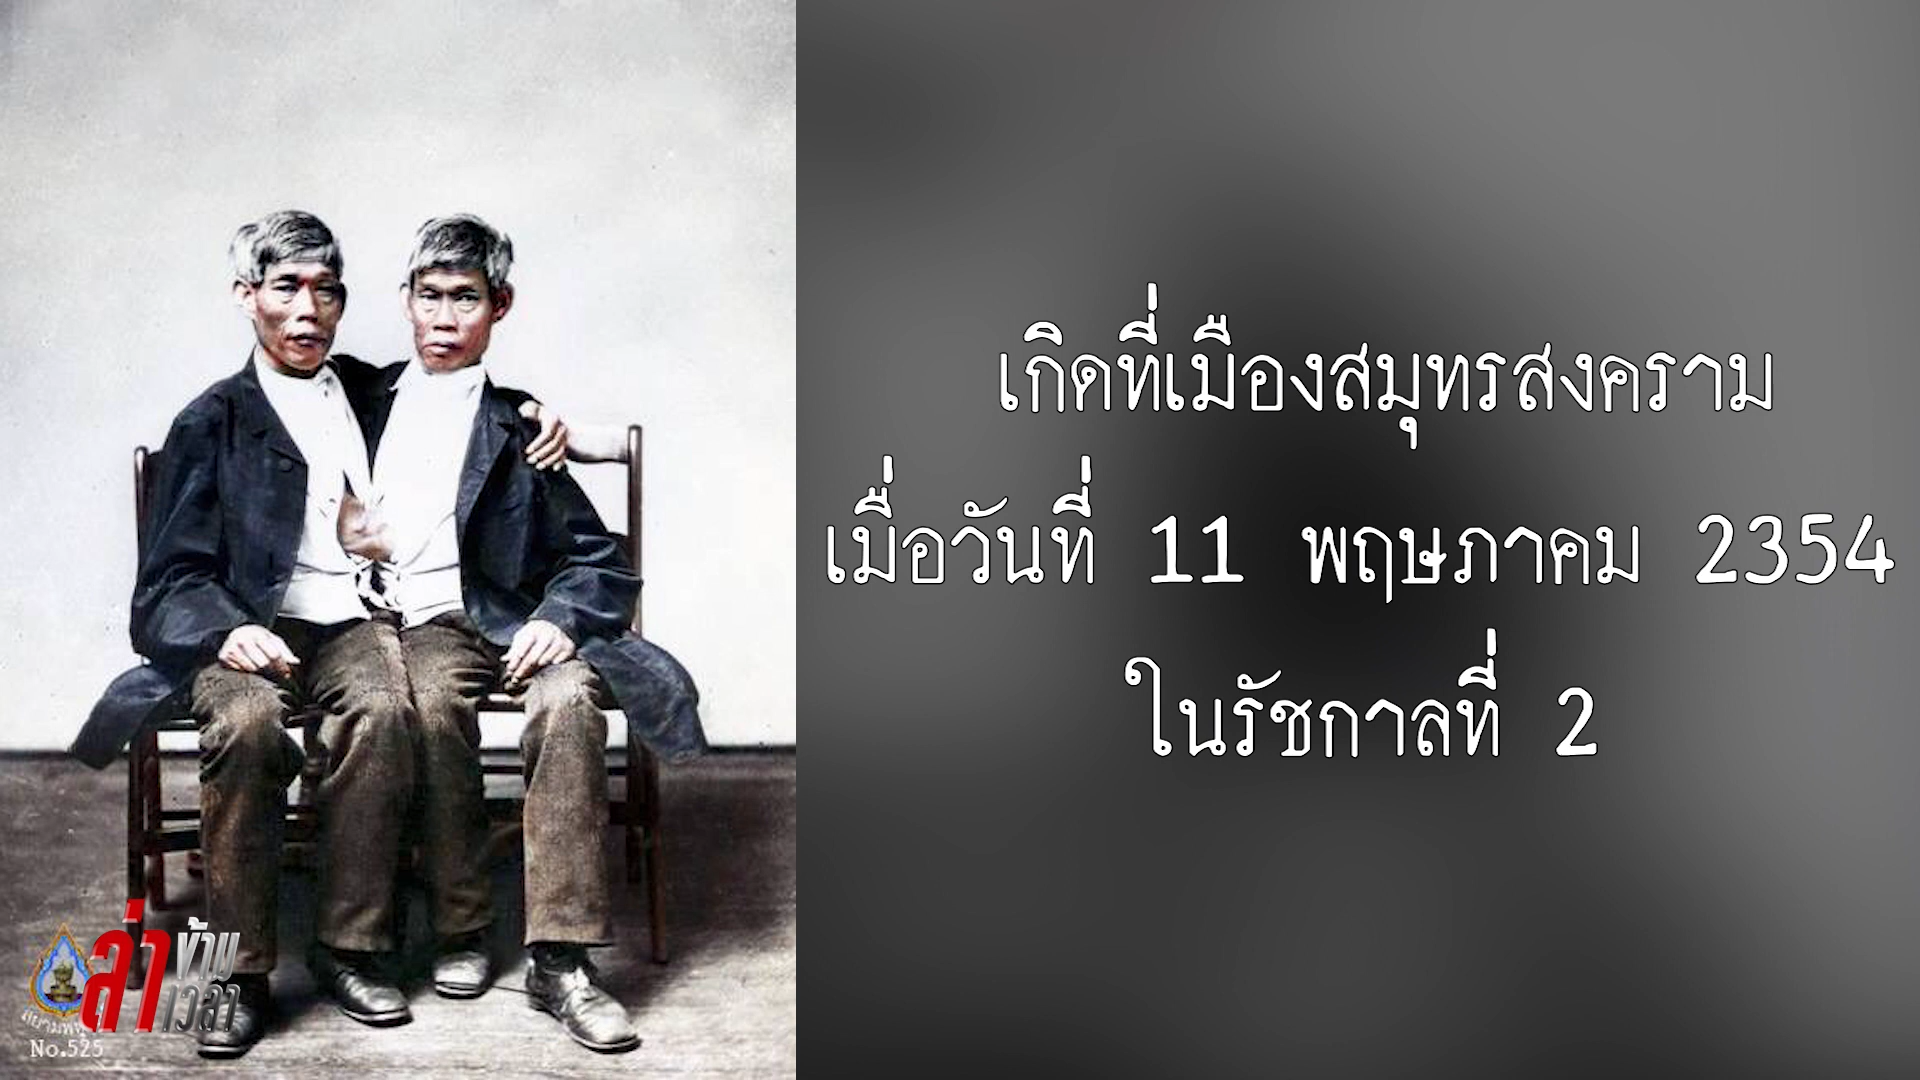 เกิดที่เมืองสมุทรสงคราม
เมื่อวันที่ 11 พฤษภาคม 2354
ในรัชกาลที่ 2
ล่า
ข้าม
เวลา
No.525